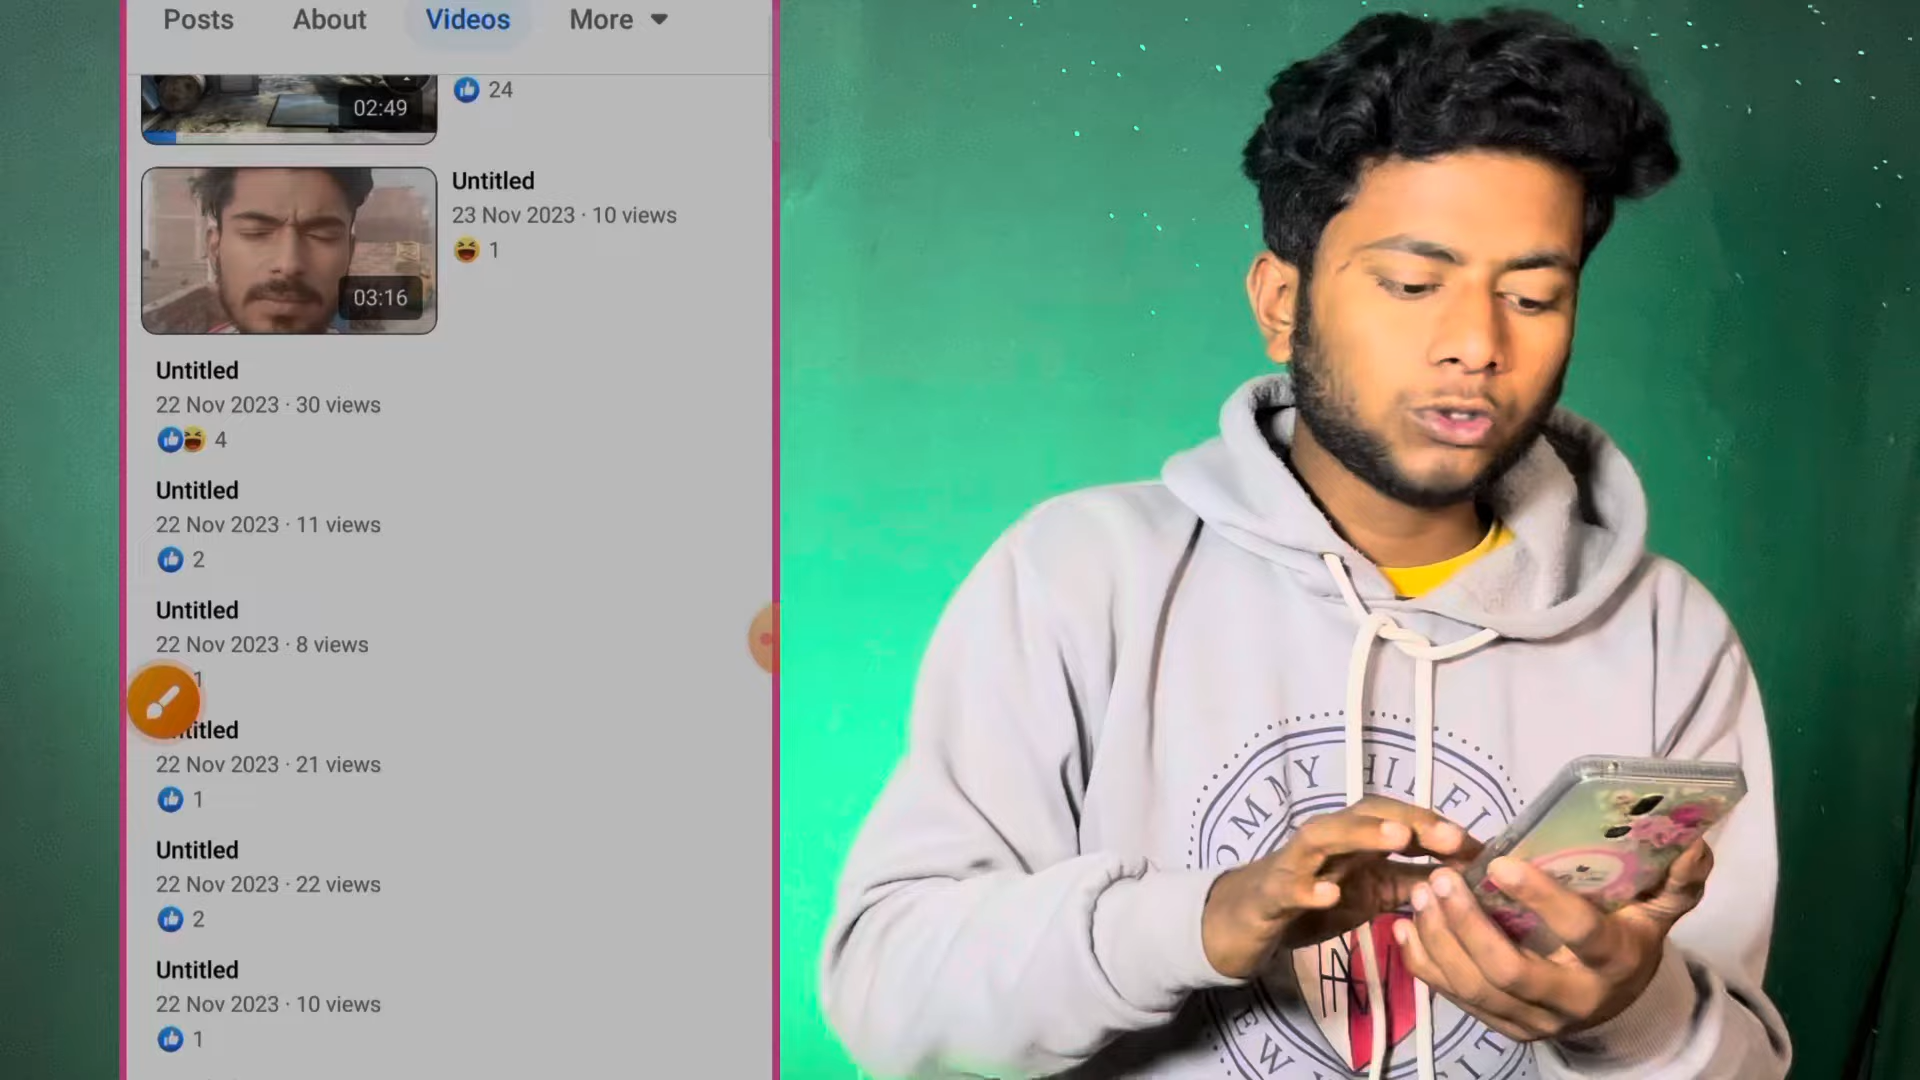 Posts About Videos More
02:49
24
03:16
Untitled
23 Nov 2023 · 10 views
1
Untitled
22 Nov 2023 · 30 views
4
Untitled
22 Nov 2023 · 11 views
2
Untitled
22 Nov 2023 · 8 views
1
Untitled
22 Nov 2023 · 21 views
1
Untitled
22 Nov 2023 · 22 views
2
Untitled
22 Nov 2023 · 10 views
1
OMMY HILFI